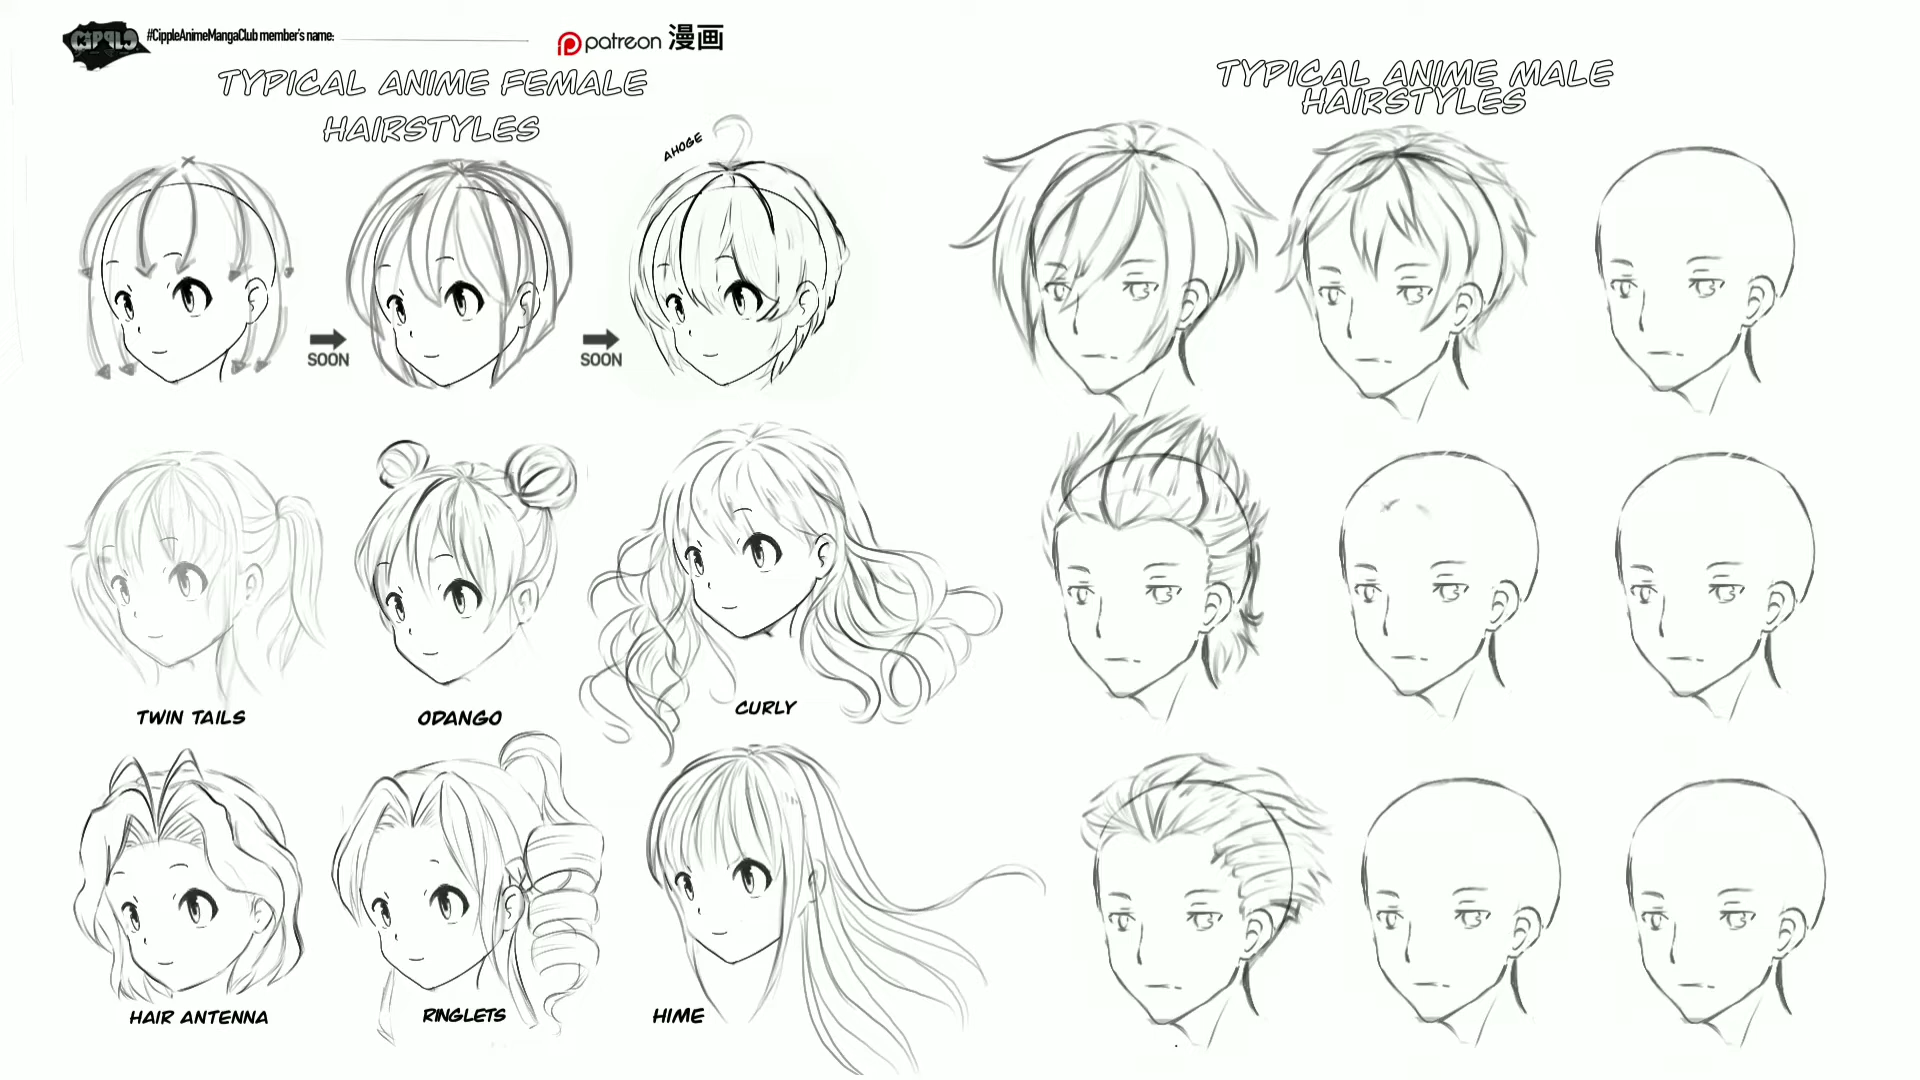 CIPPLO #CippleAnimeMangaClub member's name:
patreon 漫画
TYPICAL ANIME FEMALE
HAIRSTYLES
TYPICAL ANIME MALE
HAIRSTYLES
AHOGE
SOON
SOON
TWIN TAILS
ODANGO
CURLY
HAIR ANTENNA
RINGLETS
HIME